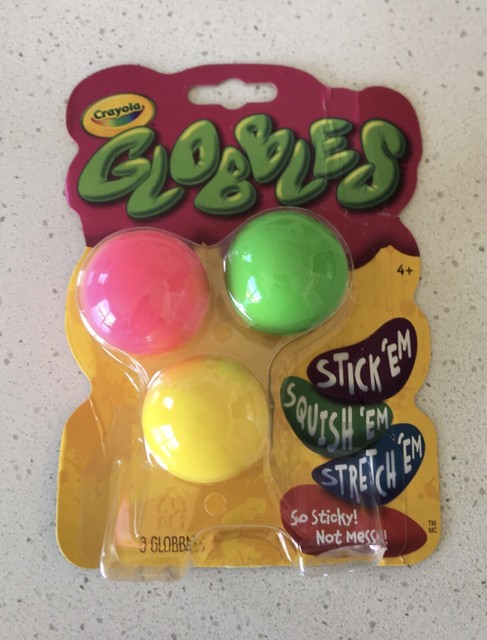 Crayola
GLOBBLES
4+
STICK 'EM
SQUISH 'EM
STRETCH 'EM
So Sticky!
Not Messy!
TM
MC
3 GLOBBLES